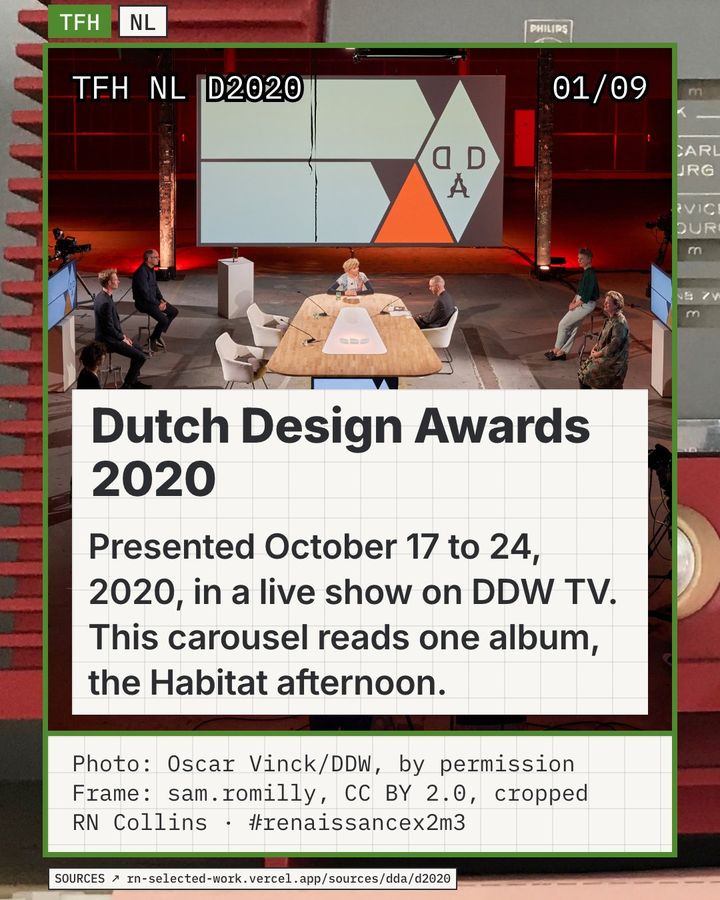 TFH NL
PHILIPS
TFH NL D2020 01/09
D D
A
Dutch Design Awards
2020
Presented October 17 to 24,
2020, in a live show on DDW TV.
This carousel reads one album,
the Habitat afternoon.
Photo: Oscar Vinck/DDW, by permission
Frame: sam.romilly, CC BY 2.0, cropped
RN Collins · #renaissancex2m3
SOURCES ↗ rn-selected-work.vercel.app/sources/dda/d2020